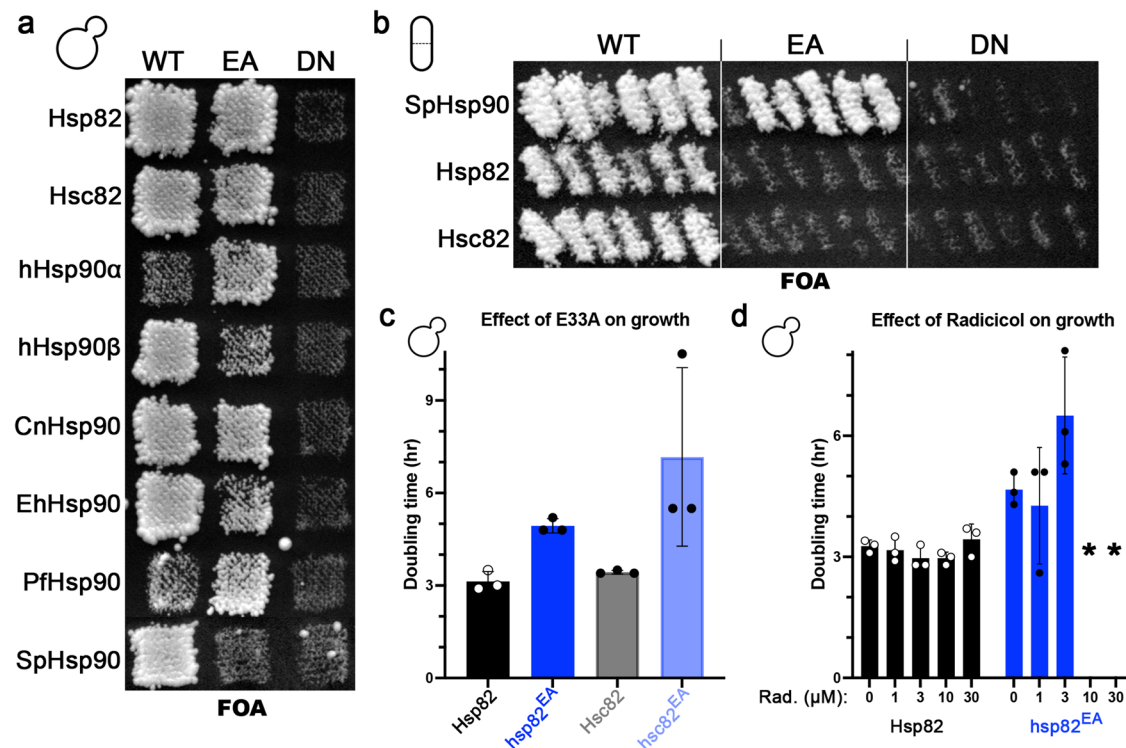 a
WT EA DN
Hsp82
Hsc82
hHsp90α
hHsp90β
CnHsp90
EhHsp90
PfHsp90
SpHsp90
FOA
b
WT EA DN
SpHsp90
Hsp82
Hsc82
FOA
c
Effect of E33A on growth
Doubling time (hr)
9
6
3
0
Hsp82
hsp82EA
Hsc82
hsc82EA
d
Effect of Radicicol on growth
Doubling time (hr)
6
3
0
* *
Rad. (µM): 0 1 3 10 30 0 1 3 10 30
Hsp82 hsp82EA